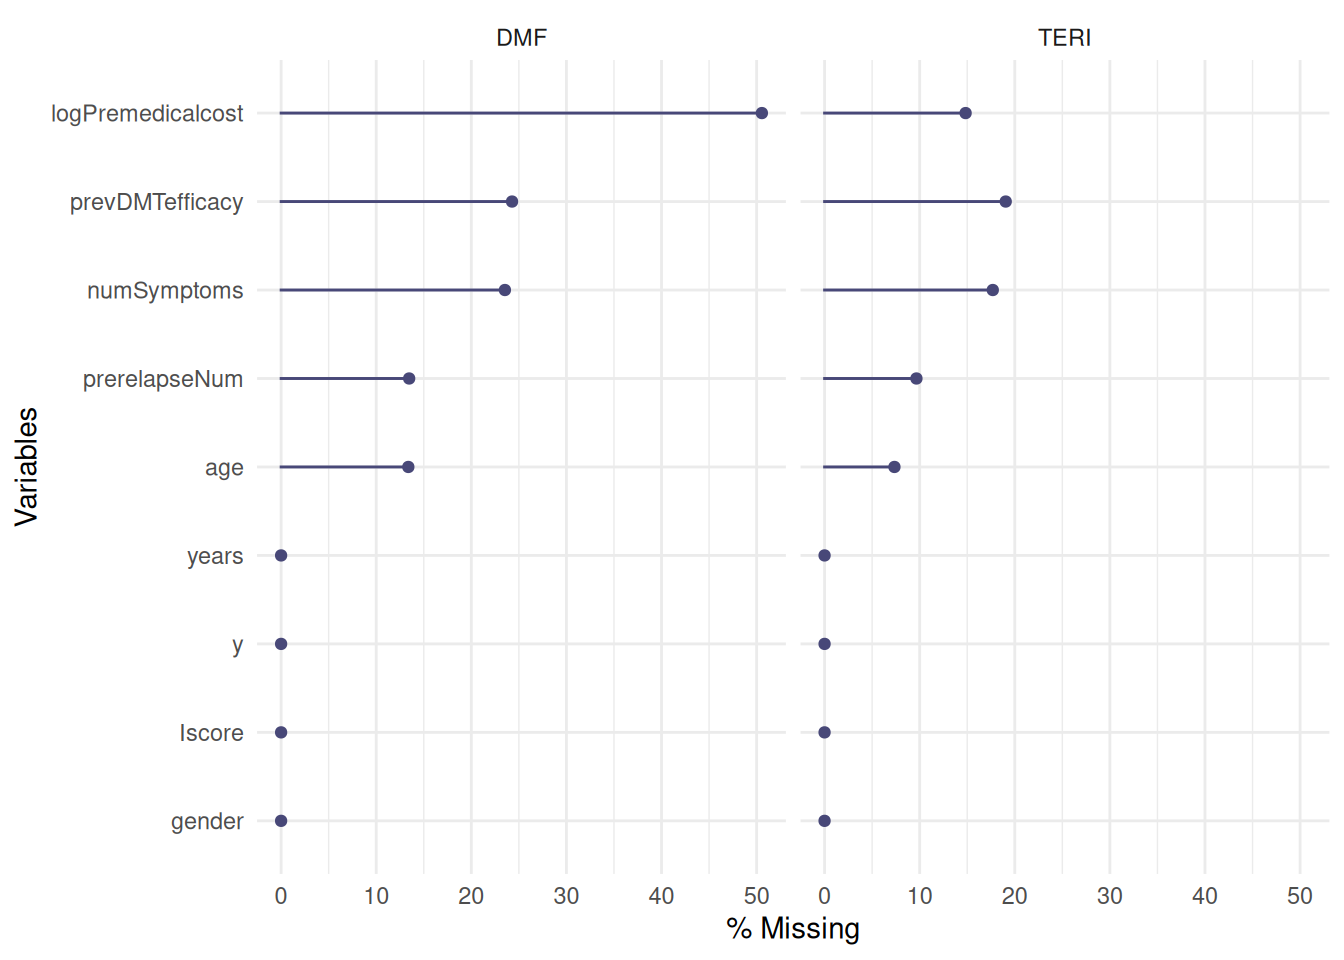 DMF
TERI
logPremedicalcost
prevDMTefficacy
numSymptoms
prerelapseNum
age
years
y
Iscore
gender
Variables
0 10 20 30 40 50
0 10 20 30 40 50
% Missing